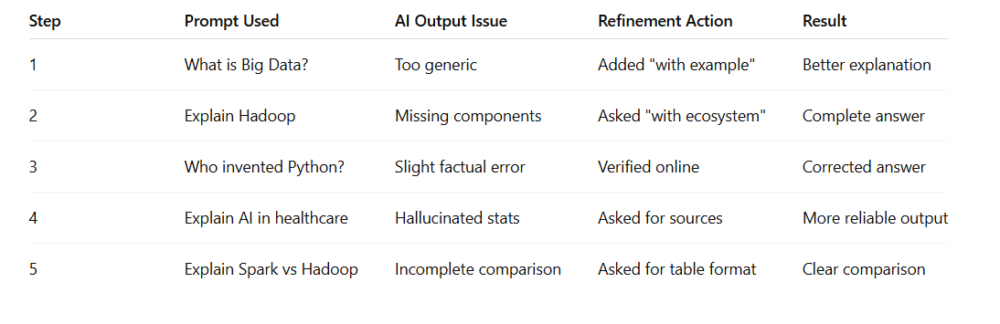 Step Prompt Used AI Output Issue Refinement Action Result
1 What is Big Data? Too generic Added "with example" Better explanation
2 Explain Hadoop Missing components Asked "with ecosystem" Complete answer
3 Who invented Python? Slight factual error Verified online Corrected answer
4 Explain AI in healthcare Hallucinated stats Asked for sources More reliable output
5 Explain Spark vs Hadoop Incomplete comparison Asked for table format Clear comparison